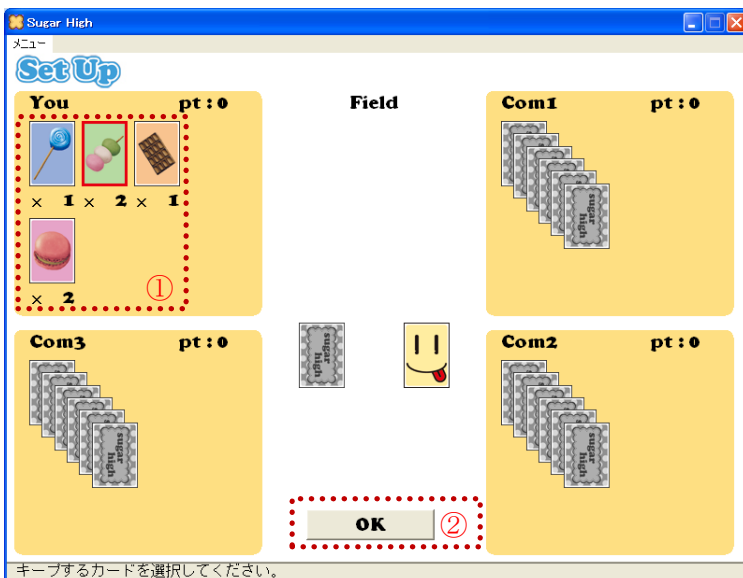 Sugar High
メニュー
Set Up
You pt:0
Field
Com1 pt:0
× 1 × 2 × 1
sugar high
× 2 ①
Com3 pt:0
Com2 pt:0
sugar high
sugar high
sugar high
OK ②
キープするカードを選択してください。